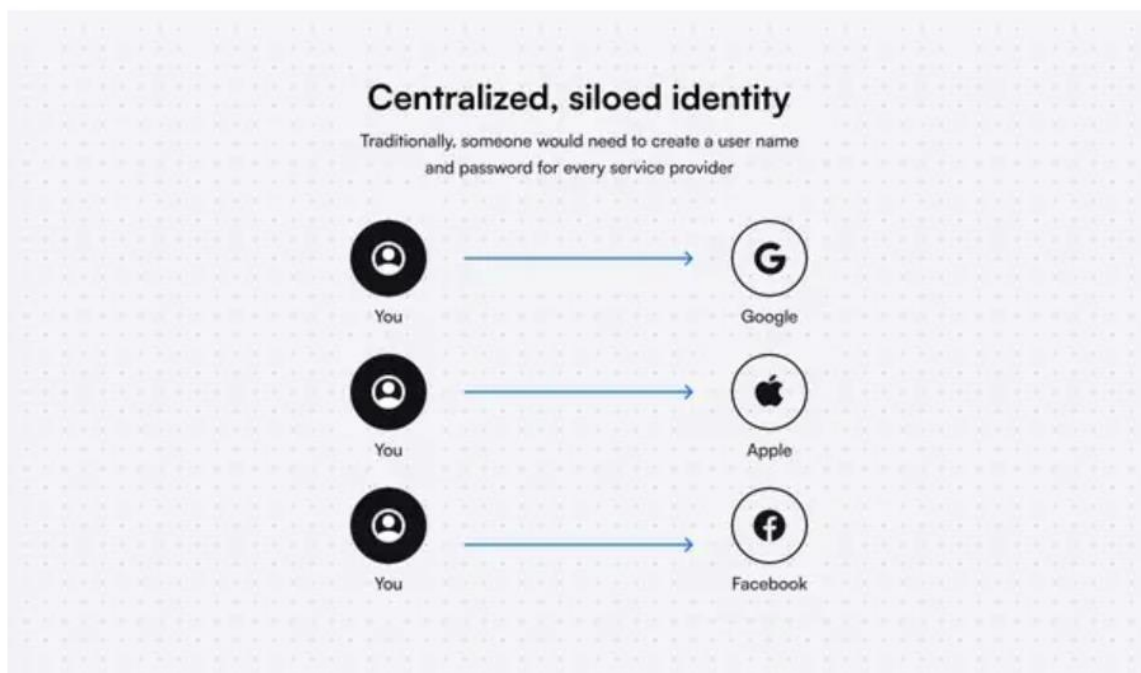 Centralized, siloed identity
Traditionally, someone would need to create a user name
and password for every service provider
You
Google
You
Apple
You
Facebook